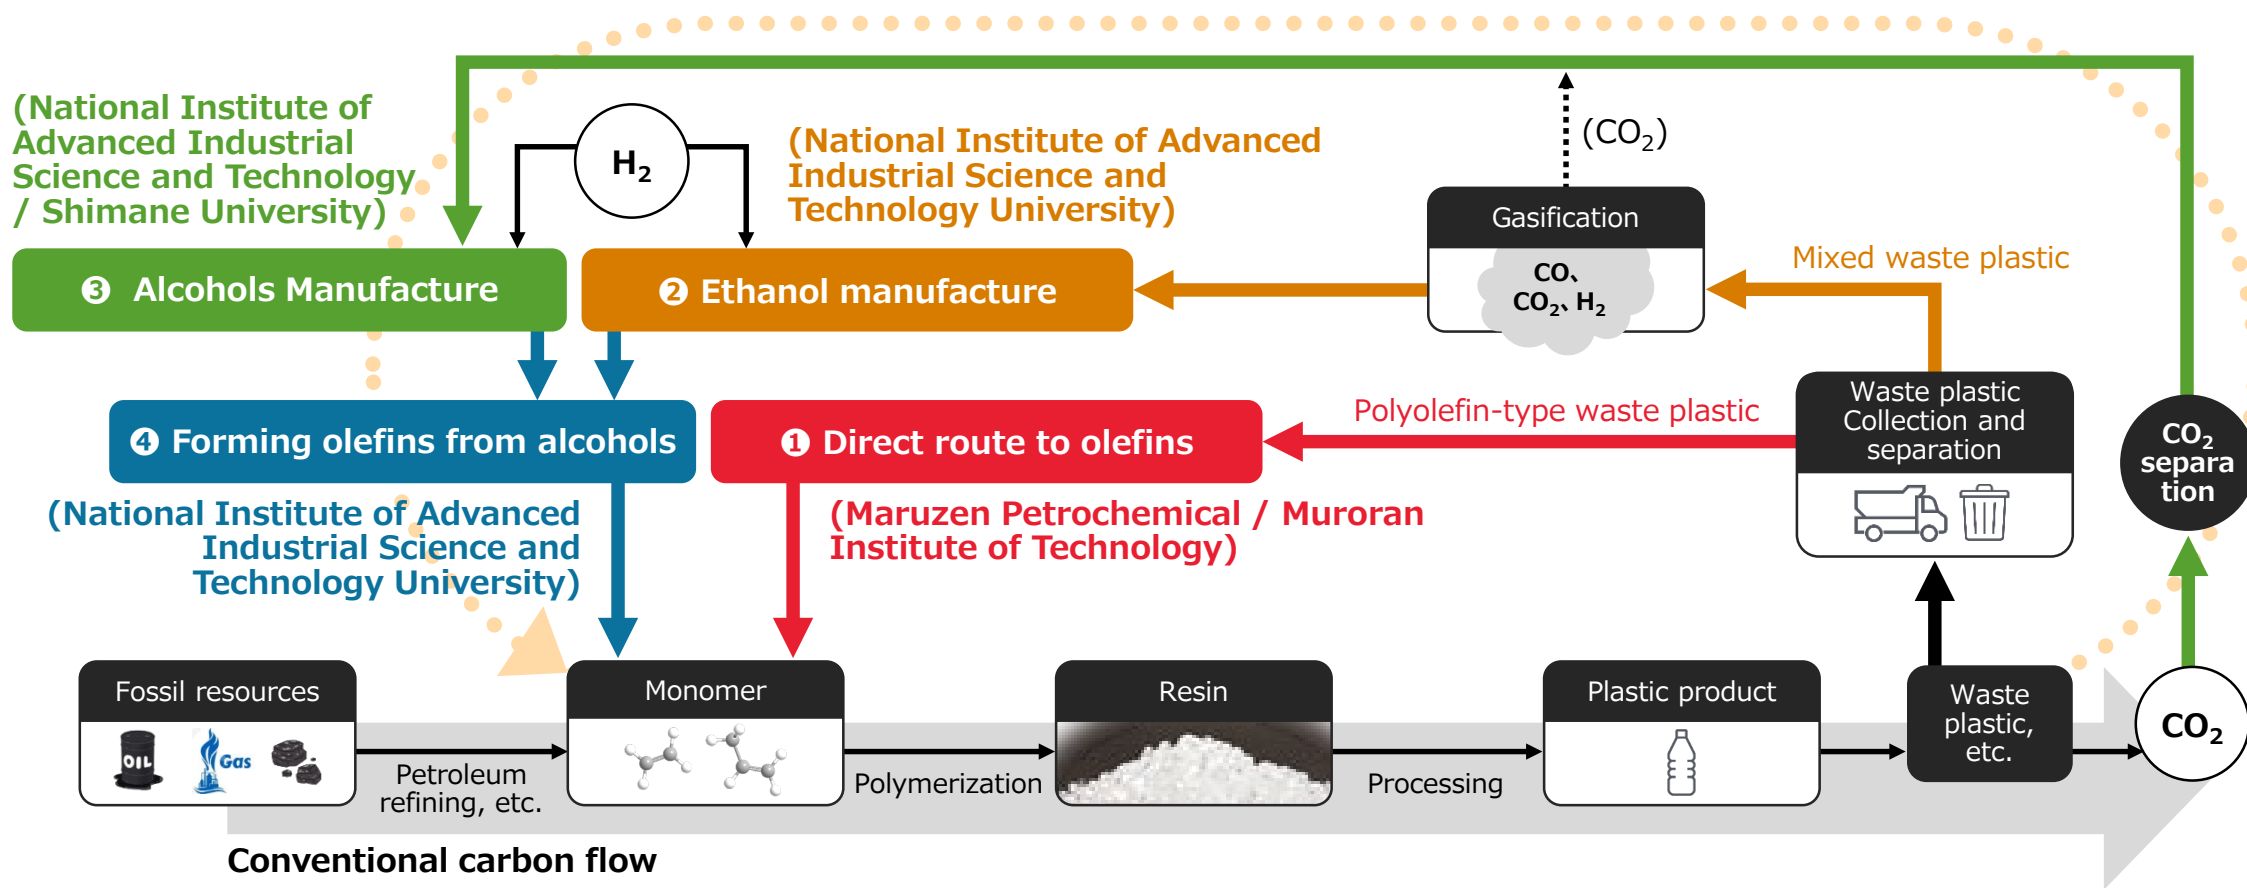 (National Institute of
Advanced Industrial
Science and Technology
/ Shimane University)
H₂
(National Institute of Advanced
Industrial Science and
Technology University)
(CO₂)
Gasification
CO、
CO₂、H₂
Mixed waste plastic
❸ Alcohols Manufacture
❷ Ethanol manufacture
Waste plastic
Collection and
separation
Polyolefin-type waste plastic
❹ Forming olefins from alcohols
❶ Direct route to olefins
CO₂
separa
tion
(National Institute of Advanced
Industrial Science and
Technology University)
(Maruzen Petrochemical / Muroran
Institute of Technology)
Fossil resources
OIL
Gas
Petroleum
refining, etc.
Monomer
Polymerization
Resin
Processing
Plastic product
Waste
plastic,
etc.
CO₂
Conventional carbon flow